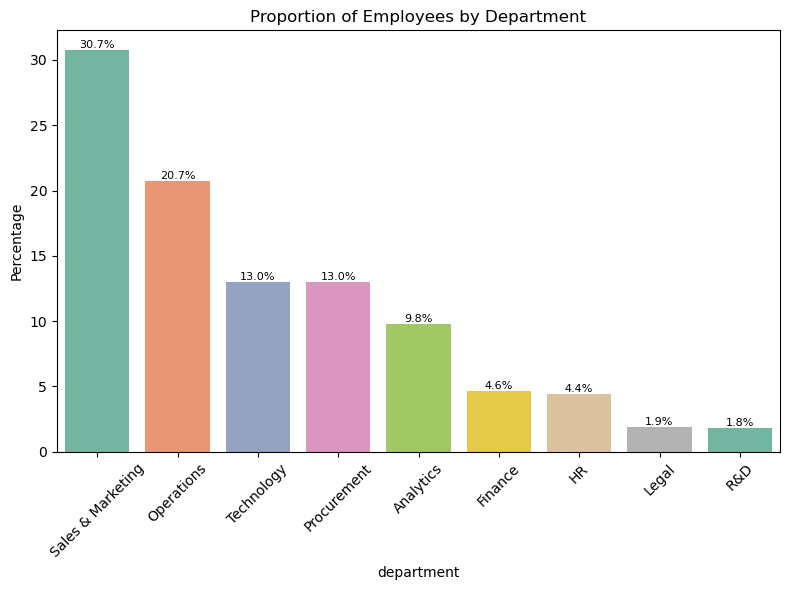 Proportion of Employees by Department
Percentage
30
25
20
15
10
5
0
30.7%
20.7%
13.0%
13.0%
9.8%
4.6%
4.4%
1.9%
1.8%
Sales & Marketing
Operations
Technology
Procurement
Analytics
Finance
HR
Legal
R&D
department